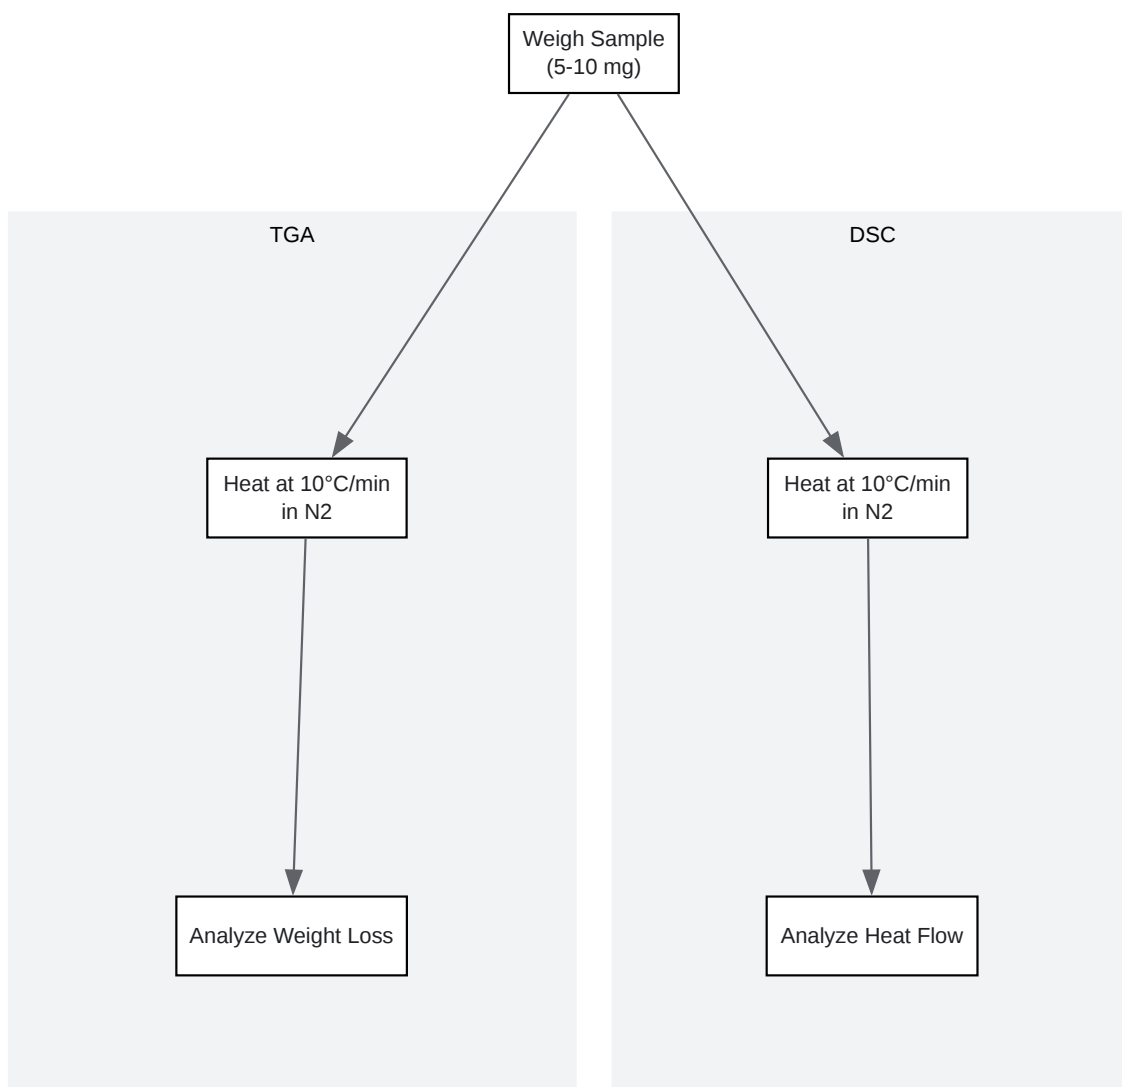 Weigh Sample
(5-10 mg)
TGA
DSC
Heat at 10°C/min
in N2
Heat at 10°C/min
in N2
Analyze Weight Loss
Analyze Heat Flow